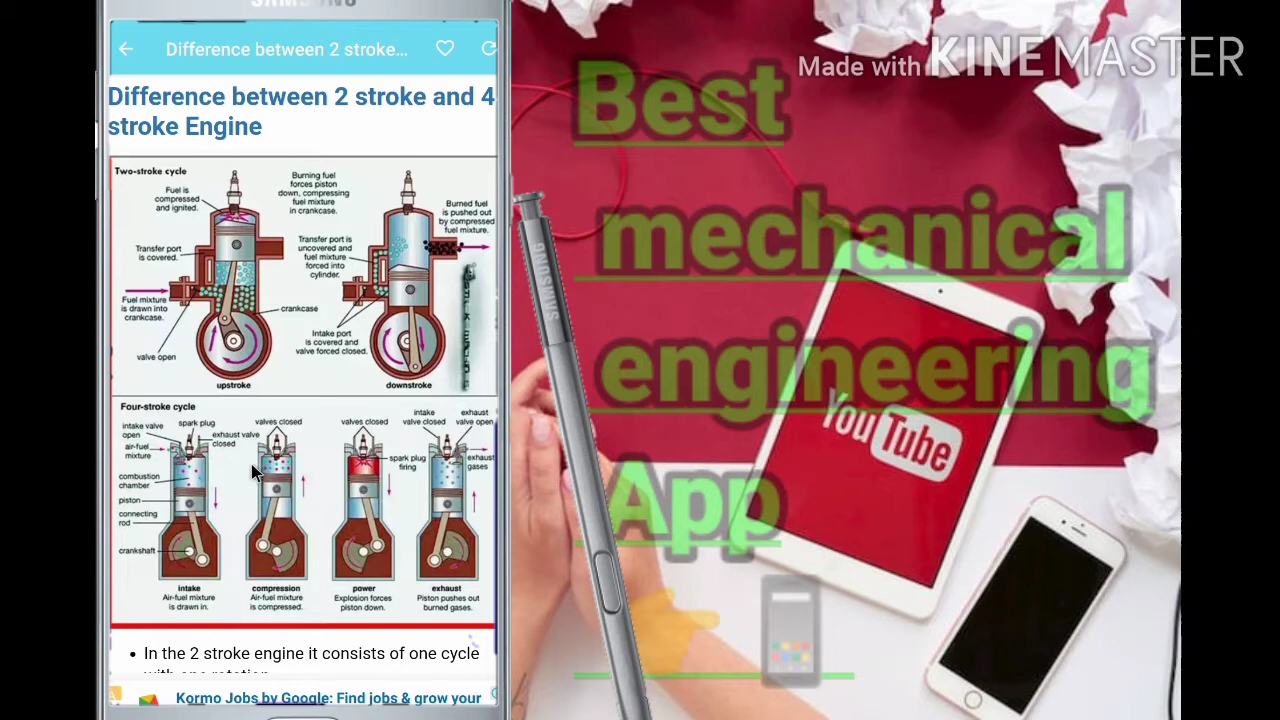 SAMSUNG
Difference between 2 stroke...
Difference between 2 stroke and 4
stroke Engine
Two-stroke cycle
Fuel is
compressed
and ignited.
Burning fuel
forces piston
down, compressing
fuel mixture
in crankcase.
Burned fuel
is pushed out
by compressed
fuel mixture.
Transfer port
is covered.
Transfer port is
uncovered and
fuel mixture
forced into
cylinder.
Fuel mixture
is drawn into
crankcase.
crankcase
valve open
Intake port
is covered and
valve forced closed.
upstroke
downstroke
Four-stroke cycle
intake valve
open
spark plug
exhaust valve
closed
air-fuel
mixture
combustion
chamber
piston
connecting
rod
crankshaft
valves closed
valves closed
spark plug
firing
intake
valve closed
exhaust
valve open
exhaust
gases
intake
Air-fuel mixture
is drawn in.
compression
Air-fuel mixture
is compressed.
power
Explosion forces
piston down.
exhaust
Piston pushes out
burned gases.
• In the 2 stroke engine it consists of one cycle
Kormo Jobs by Google: Find jobs & grow your
SAMSUNG
Made with KINEMASTER
Best
mechanical
engineering
App
YouTube